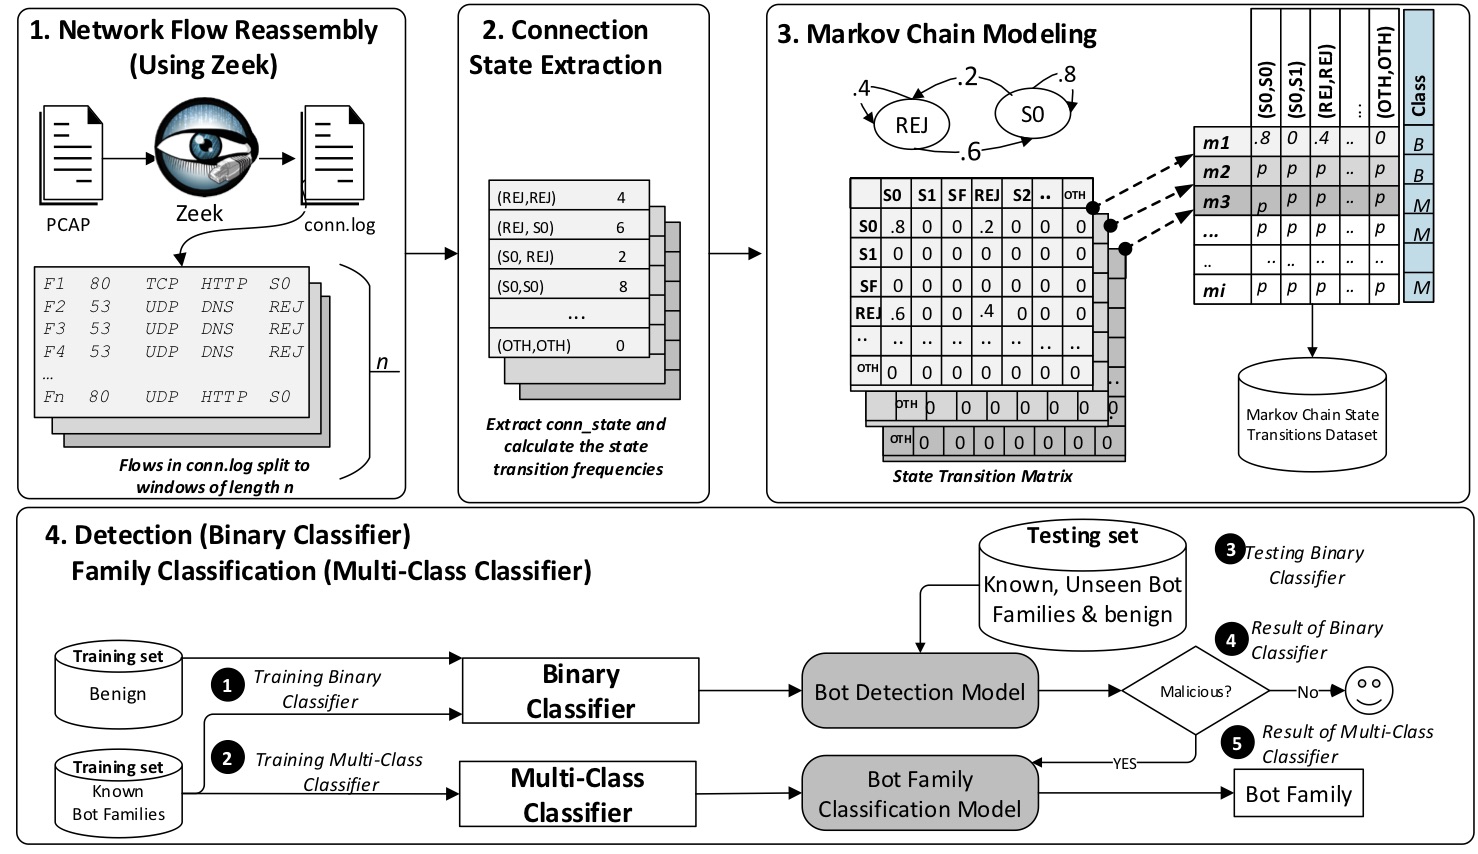 1. Network Flow Reassembly
(Using Zeek)
PCAP
Zeek
conn.log
F1 80 TCP HTTP S0
F2 53 UDP DNS REJ
F3 53 UDP DNS REJ
F4 53 UDP DNS REJ
…
Fn 80 UDP HTTP S0
n
Flows in conn.log split to
windows of length n
2. Connection
State Extraction
(REJ,REJ) 4
(REJ, S0) 6
(S0, REJ) 2
(S0,S0) 8
...
(OTH,OTH) 0
Extract conn_state and
calculate the state
transition frequencies
3. Markov Chain Modeling
.4
.2
.8
REJ
S0
.6
S0 S1 SF REJ S2 .. OTH
S0 .8 0 0 .2 0 0 0
S1 0 0 0 0 0 0 0
SF 0 0 0 0 0 0 0
REJ .6 0 0 .4 0 0 0
.. .. .. .. .. .. .. ..
OTH 0 0 0 0 0 0 0
..
OTH 0 0 0 0 0 0 0
.
OTH 0 0 0 0 0 0 0
State Transition Matrix
(S0,S0) (S0,S1) (REJ,REJ) ... (OTH,OTH) Class
m1 .8 0 .4 .. 0 B
m2 p p p .. p B
m3 p p p .. p M
... p p p .. p M
.. .. .. .. .. ..
mi p p p .. p M
Markov Chain State
Transitions Dataset
4. Detection (Binary Classifier)
Family Classification (Multi-Class Classifier)
Testing set
Known, Unseen Bot
Families & benign
3 Testing Binary
Classifier
4 Result of Binary
Classifier
Training set
Benign
1 Training Binary
Classifier
Binary
Classifier
Bot Detection Model
Malicious?
No
YES
5 Result of Multi-Class
Classifier
Training set
Known
Bot Families
2 Training Multi-Class
Classifier
Multi-Class
Classifier
Bot Family
Classification Model
Bot Family